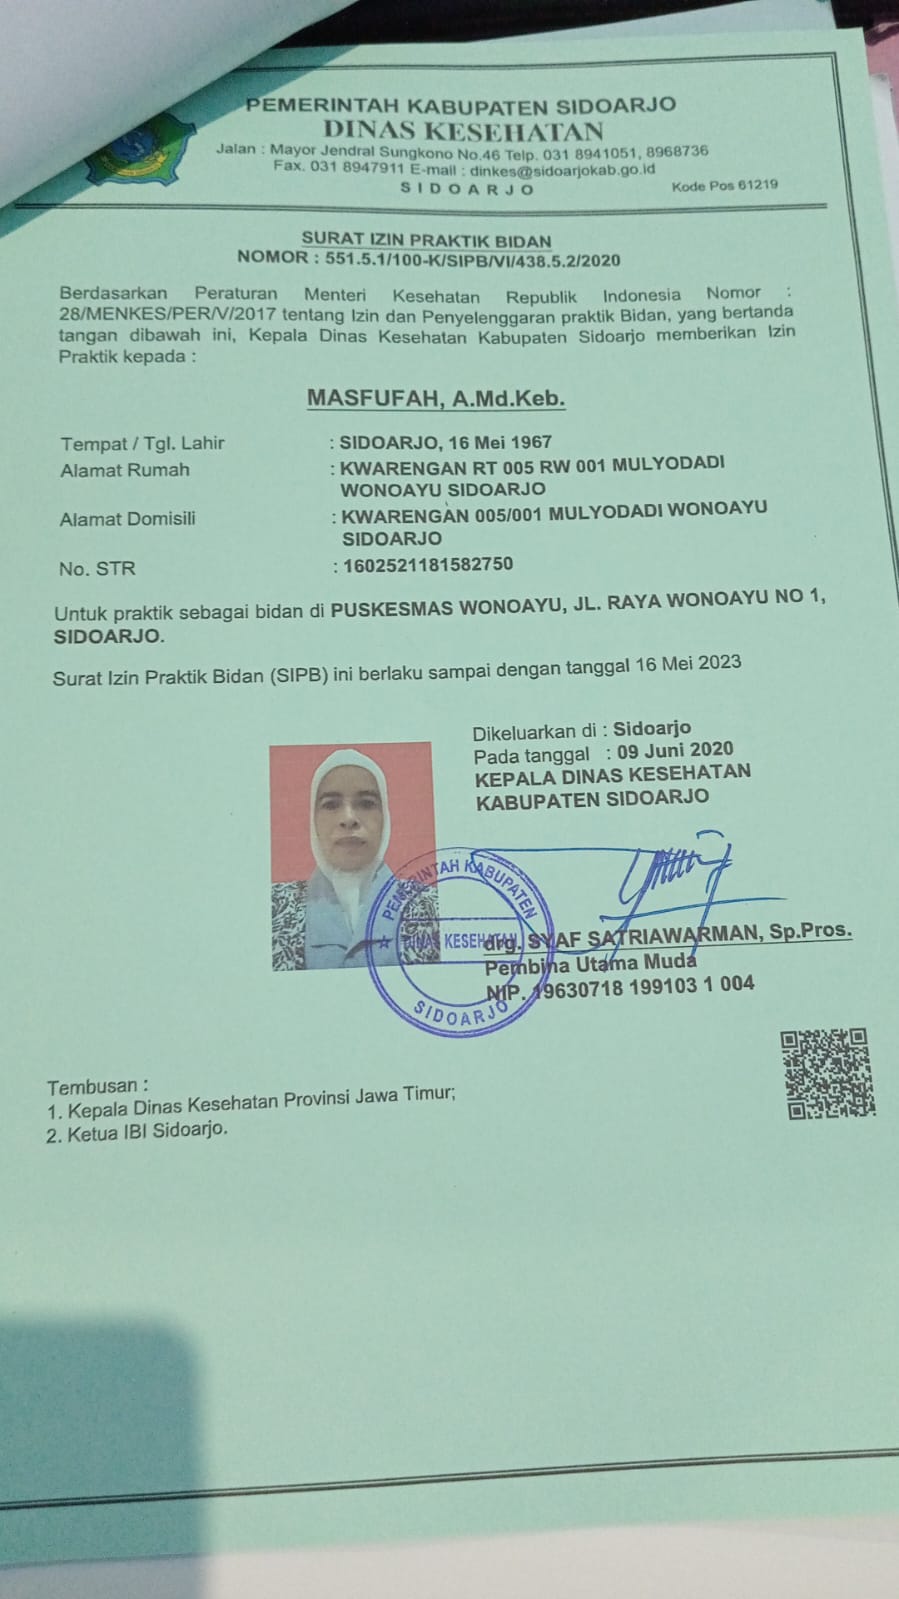 PEMERINTAH KABUPATEN SIDOARJO
DINAS KESEHATAN
Jalan : Mayor Jendral Sungkono No.46 Telp. 031 8941051, 8968736
Fax. 031 8947911 E-mail : dinkes@sidoarjokab.go.id
SIDOARJO Kode Pos 61219
SURAT IZIN PRAKTIK BIDAN
NOMOR : 551.5.1/100-K/SIPB/VI/438.5.2/2020
Berdasarkan Peraturan Menteri Kesehatan Republik Indonesia Nomor :
28/MENKES/PER/V/2017 tentang Izin dan Penyelenggaran praktik Bidan, yang bertanda
tangan dibawah ini, Kepala Dinas Kesehatan Kabupaten Sidoarjo memberikan Izin
Praktik kepada :
MASFUFAH, A.Md.Keb.
Tempat / Tgl. Lahir : SIDOARJO, 16 Mei 1967
Alamat Rumah : KWARENGAN RT 005 RW 001 MULYODADI
WONOAYU SIDOARJO
Alamat Domisili : KWARENGAN 005/001 MULYODADI WONOAYU
SIDOARJO
No. STR : 1602521181582750
Untuk praktik sebagai bidan di PUSKESMAS WONOAYU, JL. RAYA WONOAYU NO 1,
SIDOARJO.
Surat Izin Praktik Bidan (SIPB) ini berlaku sampai dengan tanggal 16 Mei 2023
Dikeluarkan di : Sidoarjo
Pada tanggal : 09 Juni 2020
KEPALA DINAS KESEHATAN
KABUPATEN SIDOARJO
PEMERINTAH KABUPATEN
DINAS KESEHATAN
SIDOARJO
drg. SYAF SATRIAWARMAN, Sp.Pros.
Pembina Utama Muda
NIP. 19630718 199103 1 004
Tembusan :
1. Kepala Dinas Kesehatan Provinsi Jawa Timur;
2. Ketua IBI Sidoarjo.